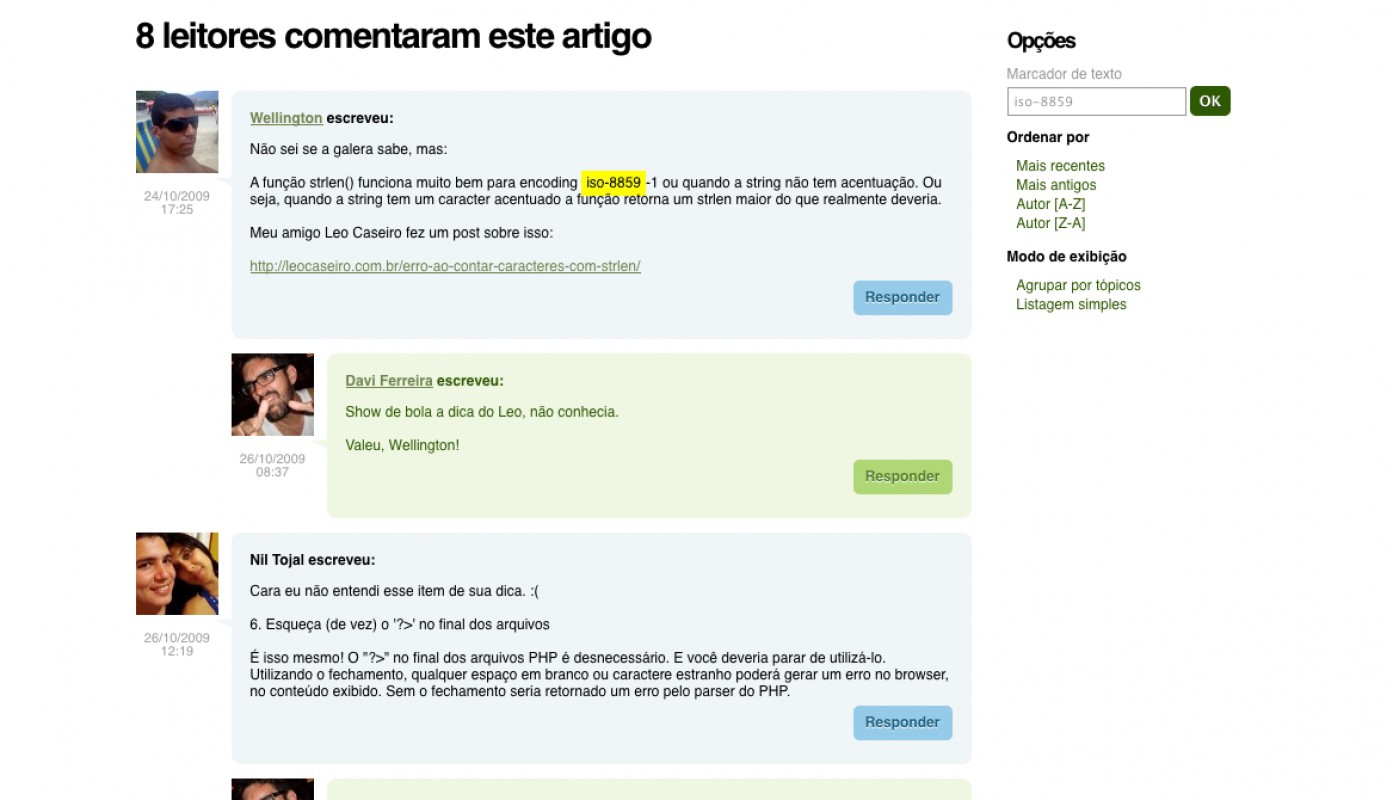 8 leitores comentaram este artigo
Wellington escreveu:
Não sei se a galera sabe, mas:
A função strlen() funciona muito bem para encoding iso-8859 -1 ou quando a string não tem acentuação. Ou
seja, quando a string tem um caracter acentuado a função retorna um strlen maior do que realmente deveria.
Meu amigo Leo Caseiro fez um post sobre isso:
http://leocaseiro.com.br/erro-ao-contar-caracteres-com-strlen/
Responder
24/10/2009
17:25
Davi Ferreira escreveu:
Show de bola a dica do Leo, não conhecia.
Valeu, Wellington!
Responder
26/10/2009
08:37
Nil Tojal escreveu:
Cara eu não entendi esse item de sua dica. :(
6. Esqueça (de vez) o '?>' no final dos arquivos
É isso mesmo! O "?>" no final dos arquivos PHP é desnecessário. E você deveria parar de utilizá-lo.
Utilizando o fechamento, qualquer espaço em branco ou caractere estranho poderá gerar um erro no browser,
no conteúdo exibido. Sem o fechamento seria retornado um erro pelo parser do PHP.
Responder
26/10/2009
12:19
Opções
Marcador de texto
iso-8859
OK
Ordenar por
Mais recentes
Mais antigos
Autor [A-Z]
Autor [Z-A]
Modo de exibição
Agrupar por tópicos
Listagem simples